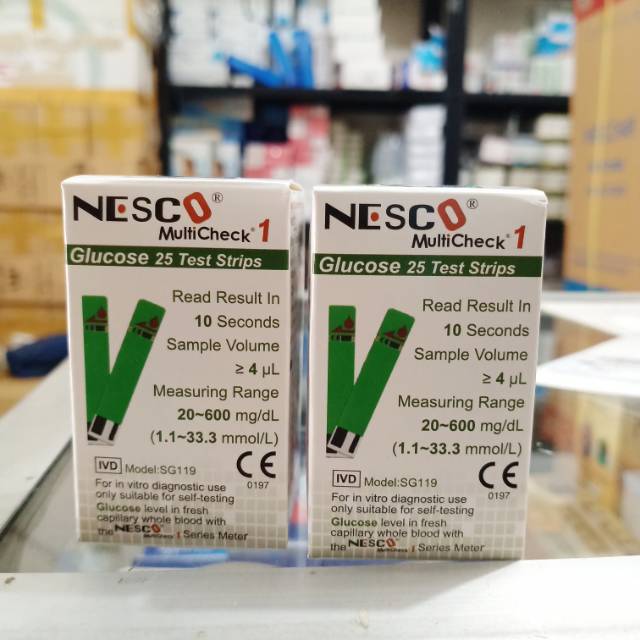 NESCO®
MultiCheck® 1
Glucose 25 Test Strips
Read Result In
10 Seconds
Sample Volume
≥ 4 µL
Measuring Range
20~600 mg/dL
(1.1~33.3 mmol/L)
IVD Model:SG119
CE
0197
For in vitro diagnostic use
only suitable for self-testing
Glucose level in fresh
capillary whole blood with
the NESCO MultiCheck 1 Series Meter
NESCO®
MultiCheck® 1
Glucose 25 Test Strips
Read Result In
10 Seconds
Sample Volume
≥ 4 µL
Measuring Range
20~600 mg/dL
(1.1~33.3 mmol/L)
IVD Model:SG119
CE
0197
For in vitro diagnostic use
only suitable for self-testing
Glucose level in fresh
capillary whole blood with
the NESCO MultiCheck 1 Series Meter